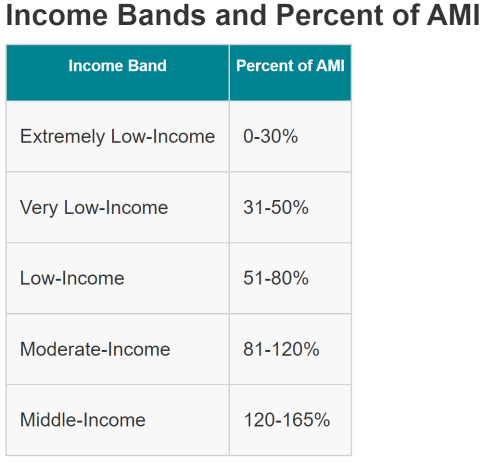 Income Bands and Percent of AMI
Income Band Percent of AMI
Extremely Low-Income 0-30%
Very Low-Income 31-50%
Low-Income 51-80%
Moderate-Income 81-120%
Middle-Income 120-165%